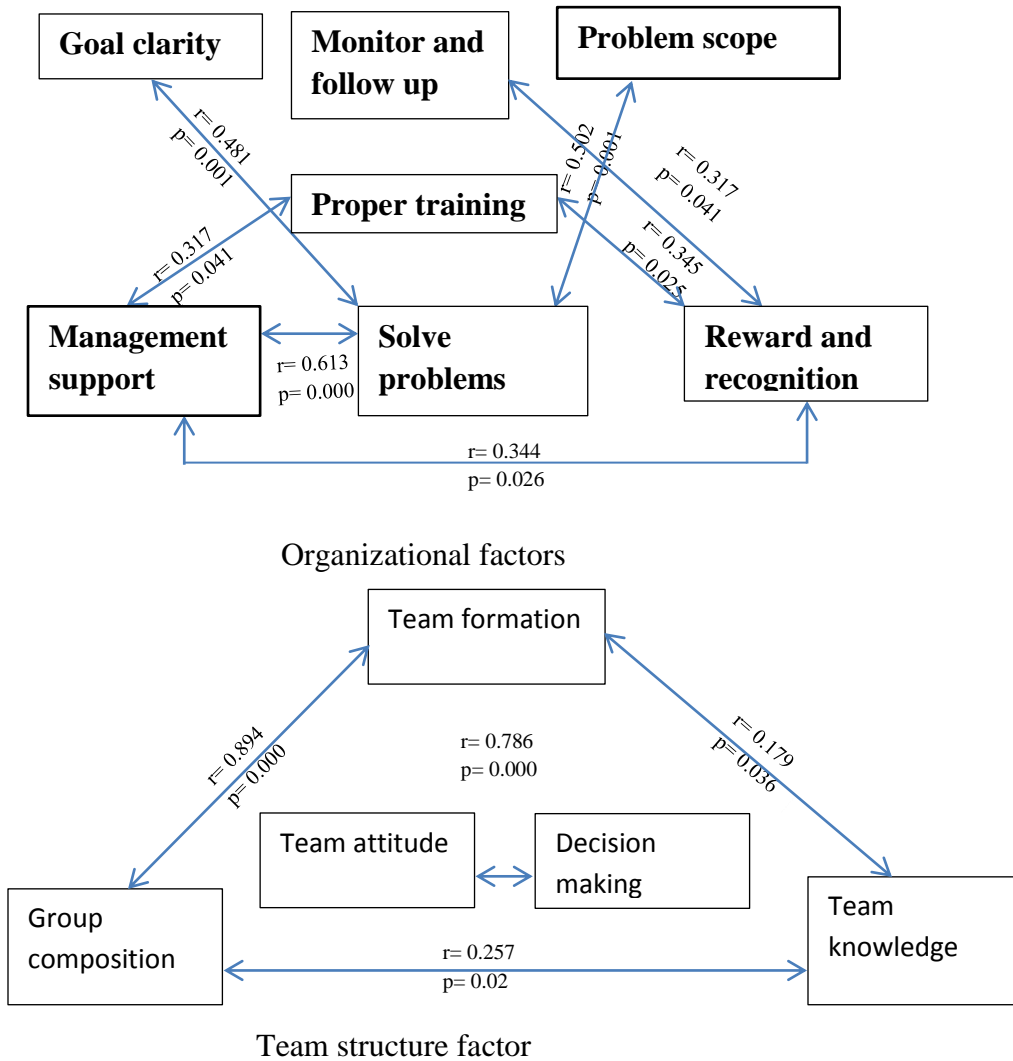 Goal clarity
Monitor and
follow up
Problem scope
r= 0.481
p= 0.001
r= 0.502
p= 0.001
r= 0.317
p= 0.041
Proper training
r= 0.317
p= 0.041
r= 0.345
p= 0.025
Management
support
r= 0.613
p= 0.000
Solve
problems
Reward and
recognition
r= 0.344
p= 0.026
Organizational factors
Team formation
r= 0.894
p= 0.000
r= 0.786
p= 0.000
r= 0.179
p= 0.036
Team attitude
Decision
making
Group
composition
Team
knowledge
r= 0.257
p= 0.02
Team structure factor